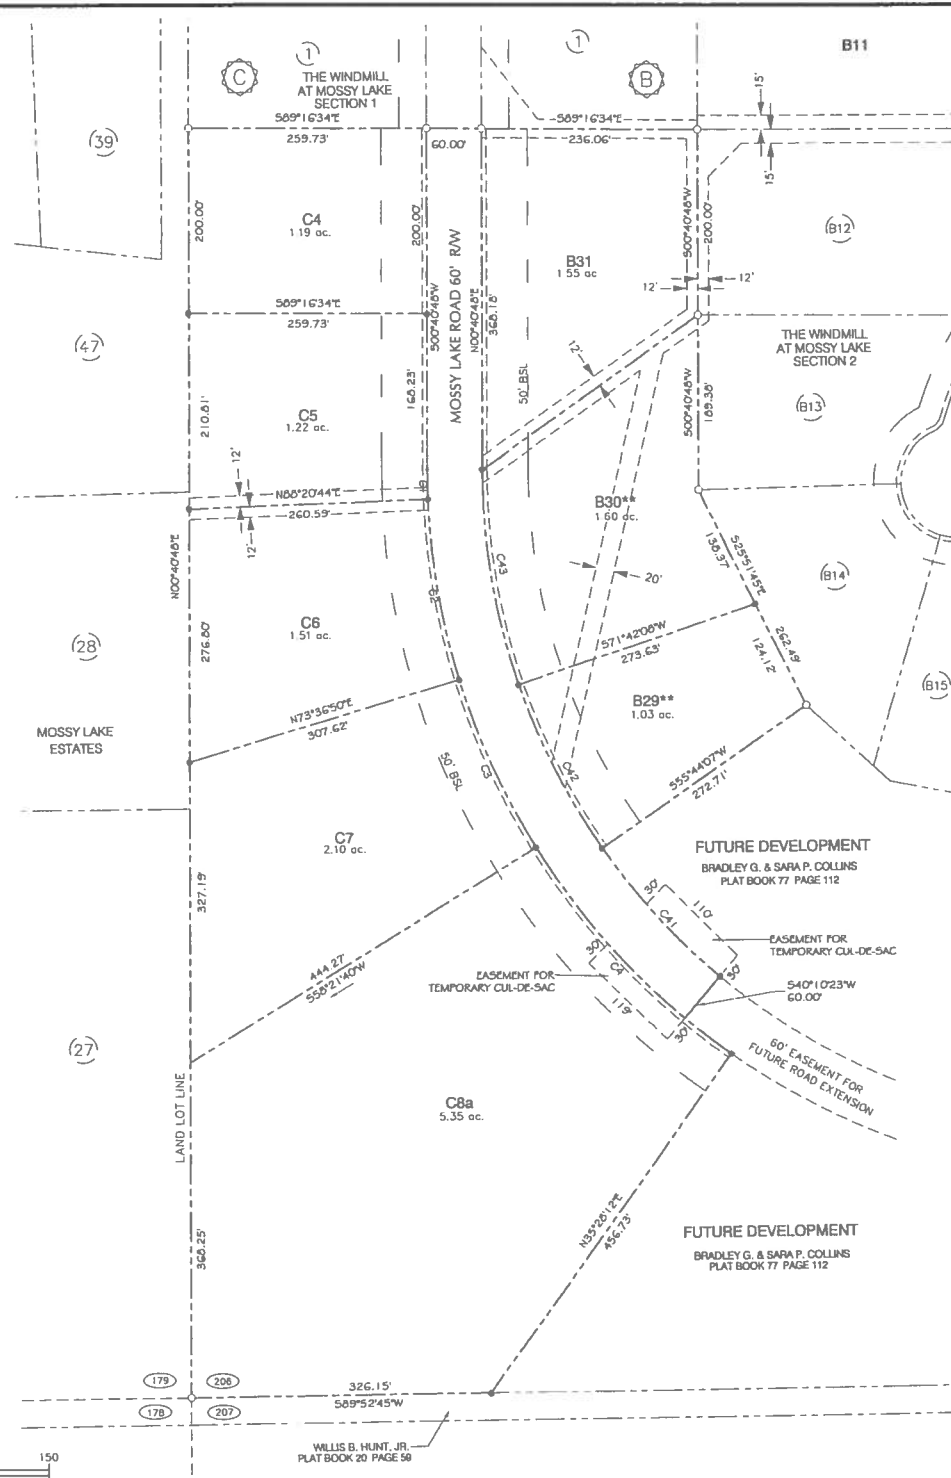 1
1
B11
C
B
THE WINDMILL
AT MOSSY LAKE
SECTION 1
S89°16'34"E
259.73'
60.00'
S89°16'34"E
236.06'
15'
15'
39
C4
1.19 ac.
200.00'
200.00'
S00°40'48"W
200.00'
B12
B31
1.55 ac
12'
12'
S89°16'34"E
259.73'
MOSSY LAKE ROAD 60' R/W
S00°40'48"W
168.23'
N00°40'48"E
368.18'
50' BSL
12'
47
THE WINDMILL
AT MOSSY LAKE
SECTION 2
B13
S00°40'48"W
189.38'
C5
1.22 ac.
210.81'
12'
N88°20'44"E
260.59'
12'
C1
B30**
1.60 ac.
C43
20'
S25°51'45"E
138.37
B14
N00°40'48"E
276.80'
C2
C6
1.51 ac.
28
S71°42'08"W
273.63'
262.49'
124.12'
B15
N73°36'50"E
307.62'
B29**
1.03 ac.
MOSSY LAKE
ESTATES
50' BSL
C3
C42
S55°44'07"W
272.71'
C7
2.10 ac.
327.19'
FUTURE DEVELOPMENT
BRADLEY G. & SARA P. COLLINS
PLAT BOOK 77 PAGE 112
30'
C41
110'
EASEMENT FOR
TEMPORARY CUL-DE-SAC
444.27'
S58°21'40"W
EASEMENT FOR
TEMPORARY CUL-DE-SAC
30'
C4
119'
30'
30'
S40°10'23"W
60.00'
27
60' EASEMENT FOR
FUTURE ROAD EXTENSION
LAND LOT LINE
C8a
5.35 ac.
368.25'
N35°28'12"E
456.73'
FUTURE DEVELOPMENT
BRADLEY G. & SARA P. COLLINS
PLAT BOOK 77 PAGE 112
179
206
178
207
326.15'
S89°52'45"W
WILLIS B. HUNT, JR.
PLAT BOOK 20 PAGE 59
150